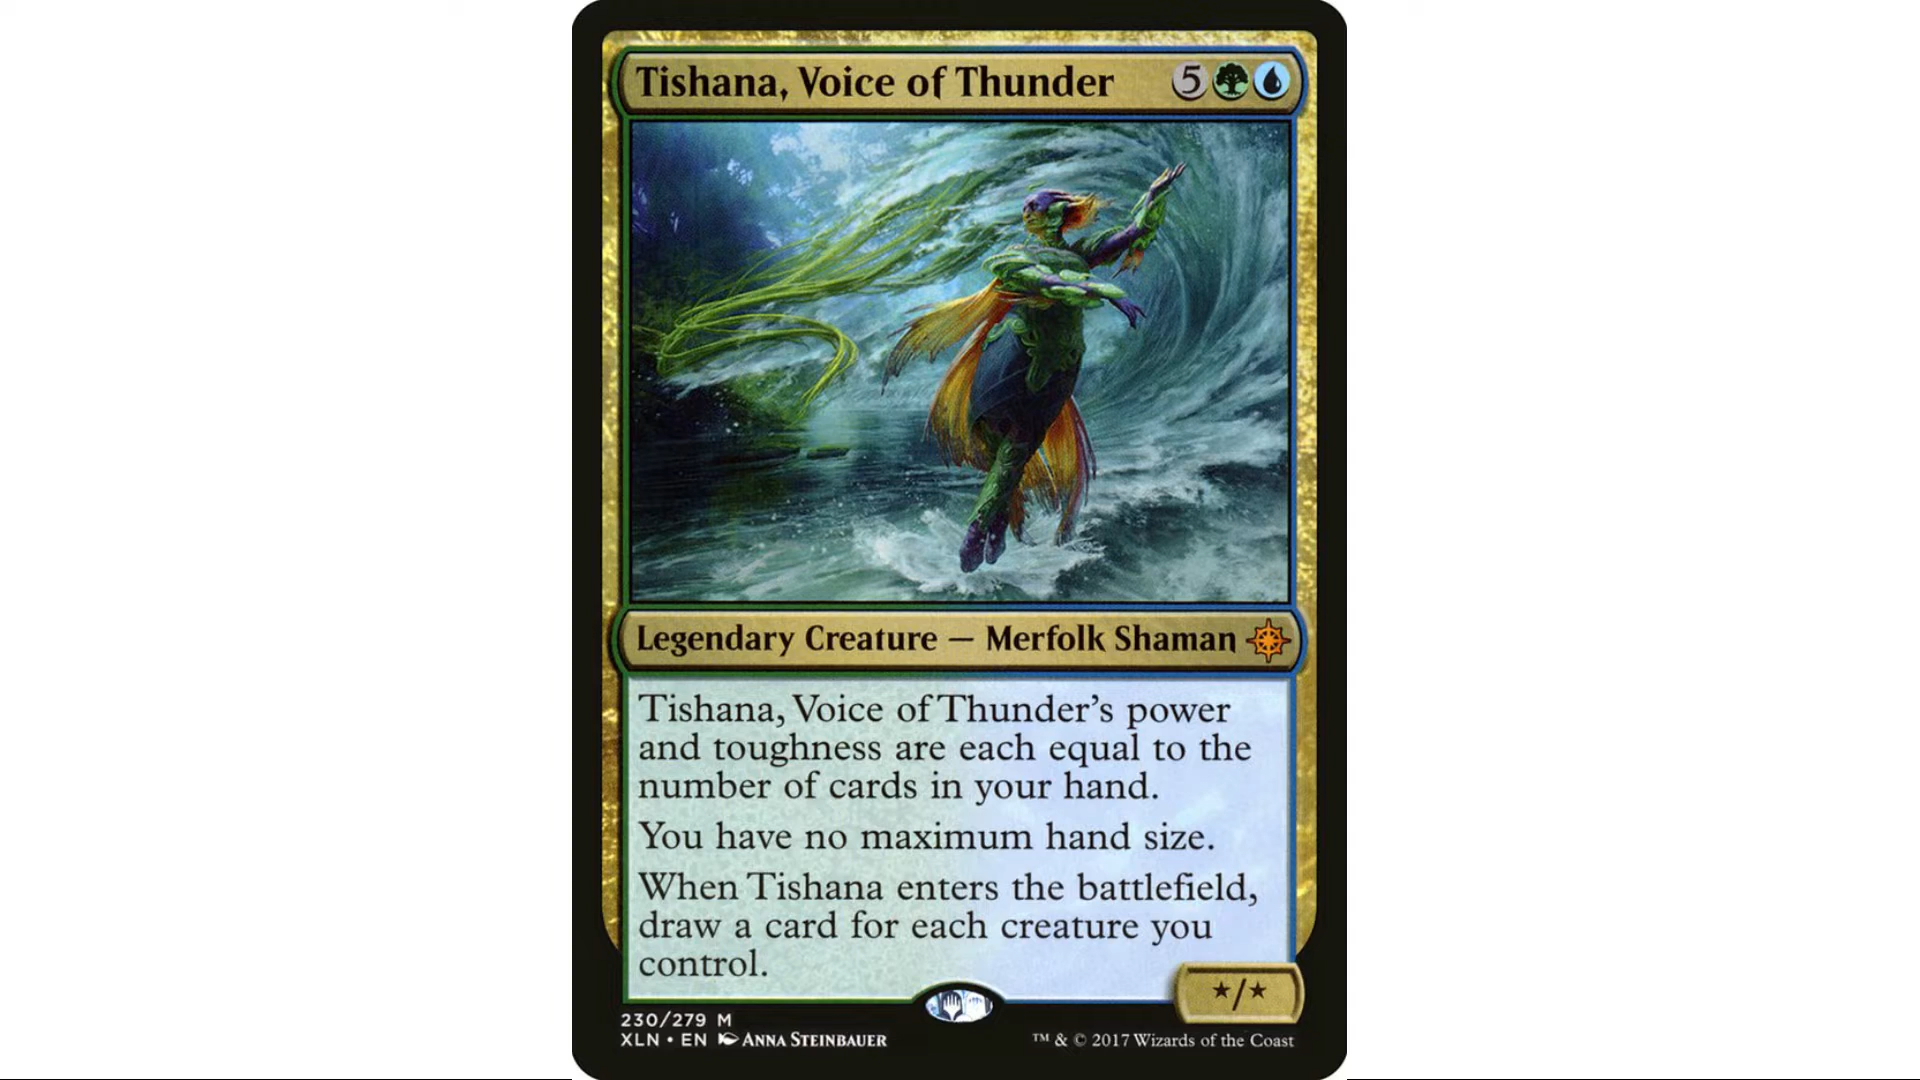 Tishana, Voice of Thunder 5
Legendary Creature — Merfolk Shaman
Tishana, Voice of Thunder's power
and toughness are each equal to the
number of cards in your hand.
You have no maximum hand size.
When Tishana enters the battlefield,
draw a card for each creature you
control.
★/★
230/279 M
XLN • EN ANNA STEINBAUER
™ & © 2017 Wizards of the Coast